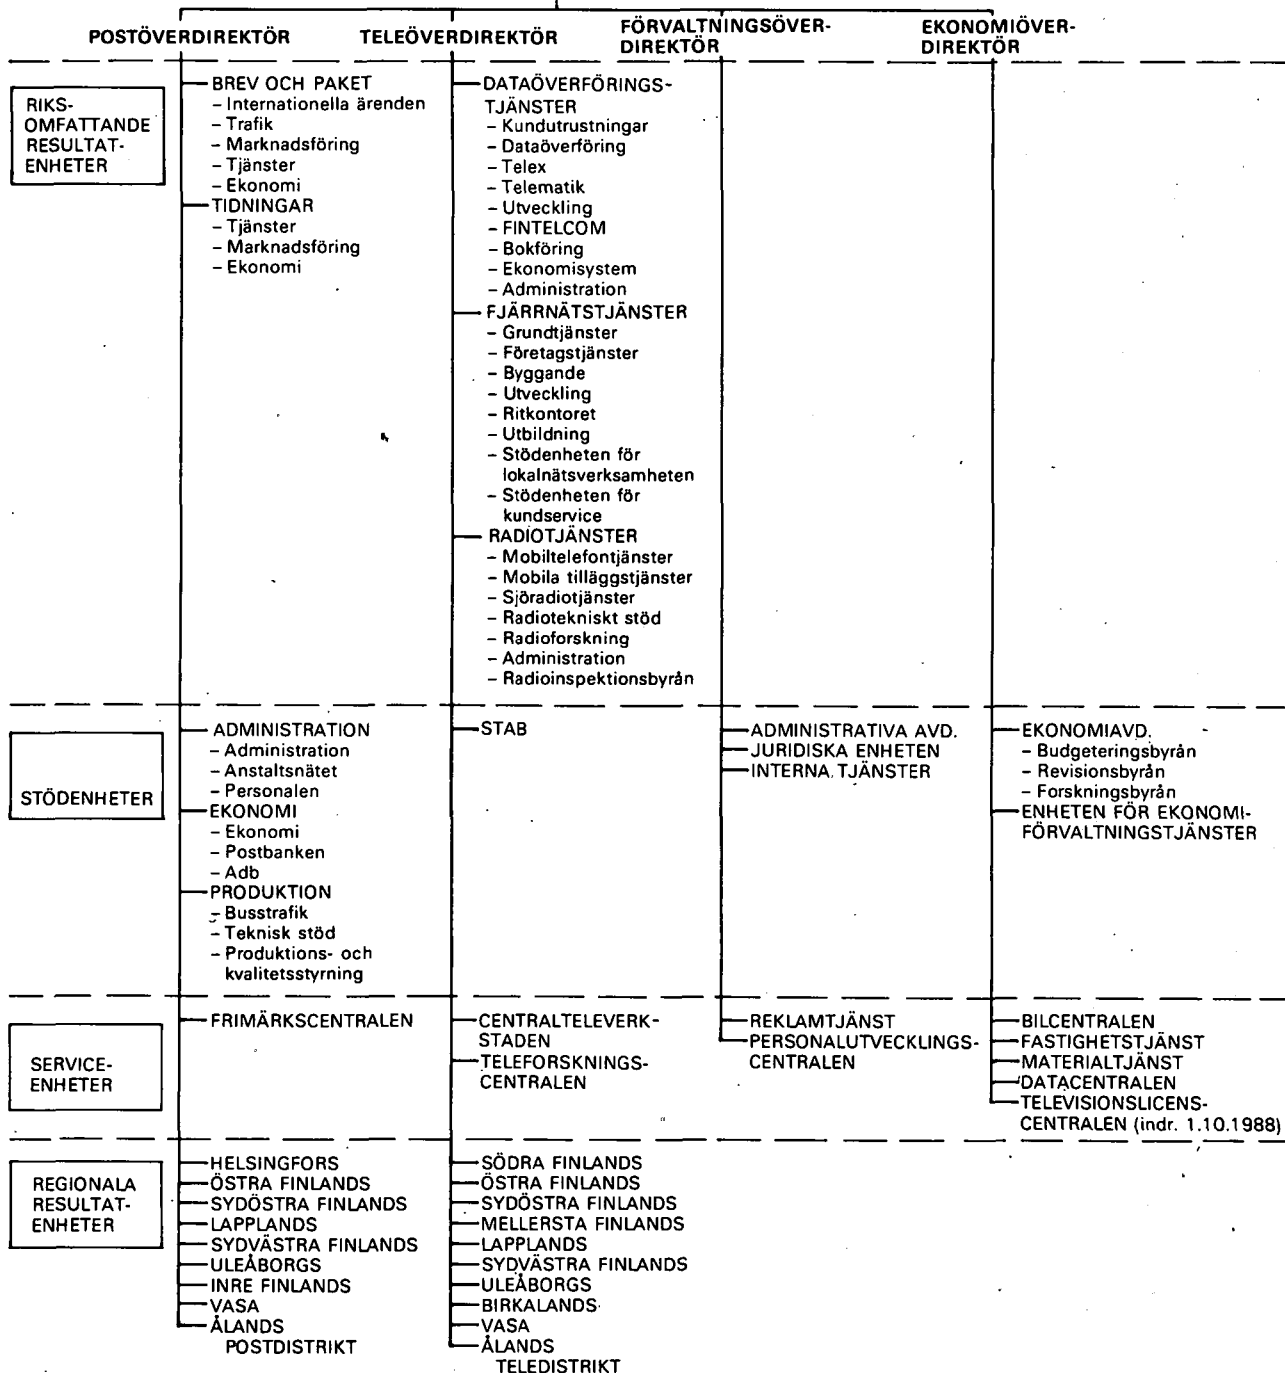 POSTÖVERDIREKTÖR
TELEÖVERDIREKTÖR
FÖRVALTNINGSÖVER-
DIREKTÖR
EKONOMIÖVER-
DIREKTÖR
RIKS-
OMFATTANDE
RESULTAT-
ENHETER
BREV OCH PAKET
– Internationella ärenden
– Trafik
– Marknadsföring
– Tjänster
– Ekonomi
TIDNINGAR
– Tjänster
– Marknadsföring
– Ekonomi
DATAÖVERFÖRINGS-
TJÄNSTER
– Kundutrustningar
– Dataöverföring
– Telex
– Telematik
– Utveckling
– FINTELCOM
– Bokföring
– Ekonomisystem
– Administration
FJÄRRNÄTSTJÄNSTER
– Grundtjänster
– Företagstjänster
– Byggande
– Utveckling
– Ritkontoret
– Utbildning
– Stödenheten för
lokalnätsverksamheten
– Stödenheten för
kundservice
RADIOTJÄNSTER
– Mobiltelefontjänster
– Mobila tilläggstjänster
– Sjöradiotjänster
– Radiotekniskt stöd
– Radioforskning
– Administration
– Radioinspektionsbyrån
STÖDENHETER
ADMINISTRATION
– Administration
– Anstaltsnätet
– Personalen
EKONOMI
– Ekonomi
– Postbanken
– Adb
PRODUKTION
– Busstrafik
– Teknisk stöd
– Produktions- och
kvalitetsstyrning
STAB
ADMINISTRATIVA AVD.
JURIDISKA ENHETEN
INTERNA TJÄNSTER
EKONOMIAVD.
– Budgeteringsbyrån
– Revisionsbyrån
– Forskningsbyrån
ENHETEN FÖR EKONOMI-
FÖRVALTNINGSTJÄNSTER
SERVICE-
ENHETER
FRIMÄRKSCENTRALEN
CENTRALTELEVERK-
STADEN
TELEFORSKNINGS-
CENTRALEN
REKLAMTJÄNST
PERSONALUTVECKLINGS-
CENTRALEN
BILCENTRALEN
FASTIGHETSTJÄNST
MATERIALTJÄNST
DATACENTRALEN
TELEVISIONSLICENS-
CENTRALEN (indr. 1.10.1988)
REGIONALA
RESULTAT-
ENHETER
HELSINGFORS
ÖSTRA FINLANDS
SYDÖSTRA FINLANDS
LAPPLANDS
SYDVÄSTRA FINLANDS
ULEÅBORGS
INRE FINLANDS
VASA
ÅLANDS
POSTDISTRIKT
SÖDRA FINLANDS
ÖSTRA FINLANDS
SYDÖSTRA FINLANDS
MELLERSTA FINLANDS
LAPPLANDS
SYDVÄSTRA FINLANDS
ULEÅBORGS
BIRKALANDS
VASA
ÅLANDS
TELEDISTRIKT